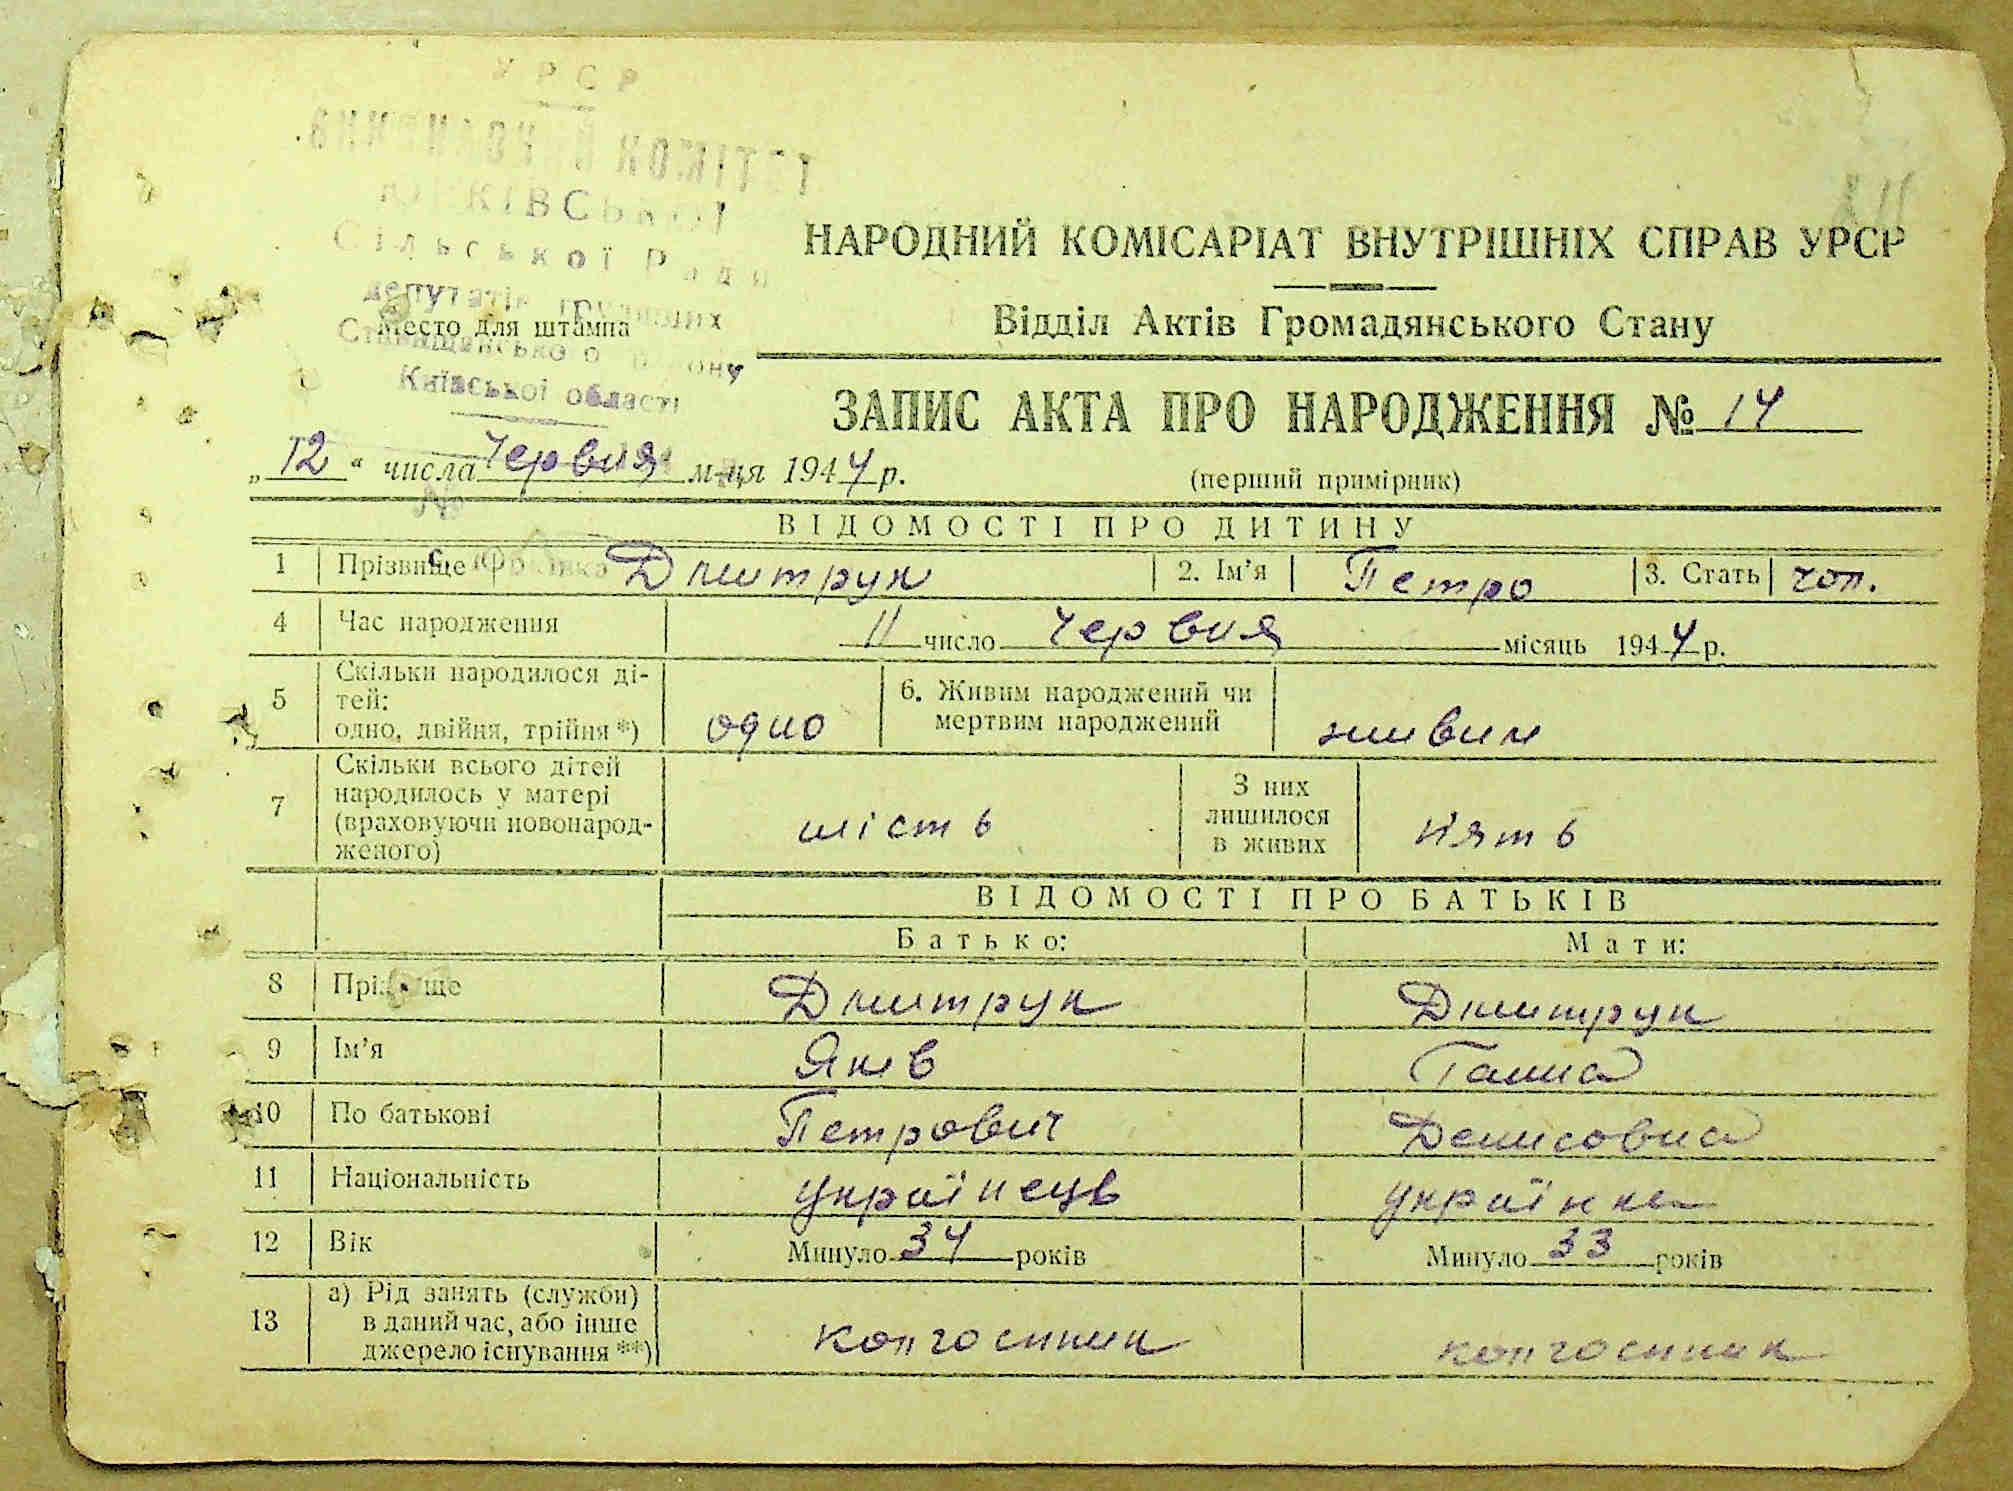 УРСР
Сільської Ради
депутатів трудящих
Место для штампа
Київської області
НАРОДНИЙ КОМІСАРІАТ ВНУТРІШНІХ СПРАВ УРСР
Відділ Актів Громадянського Стану
ЗАПИС АКТА ПРО НАРОДЖЕННЯ № 14
„12“ числа Червня м-ця 1944 р.
(перший примірник)
ВІДОМОСТІ ПРО ДИТИНУ
1 Прізвище Дмитрук 2. Ім’я Петро 3. Стать чол.
4 Час народження 11 число Червня місяць 1944 р.
5 Скільки народилося ді-
тей:
одно, двійня, трійня *) одно 6. Живим народжений чи
мертвим народжений живим
7 Скільки всього дітей
народилось у матері
(враховуючи новонарод-
женого) шість З них
лишилося
в живих п'ять
ВІДОМОСТІ ПРО БАТЬКІВ
Батько: Мати:
8 Прізвище Дмитрук Дмитрук
9 Ім’я Яків Ганна
10 По батькові Петрович Денисовна
11 Національність українець українка
12 Вік Минуло 34 років Минуло 33 років
13 а) Рід занять (служби)
в даний час, або інше
джерело існування **) колгоспник колгоспник